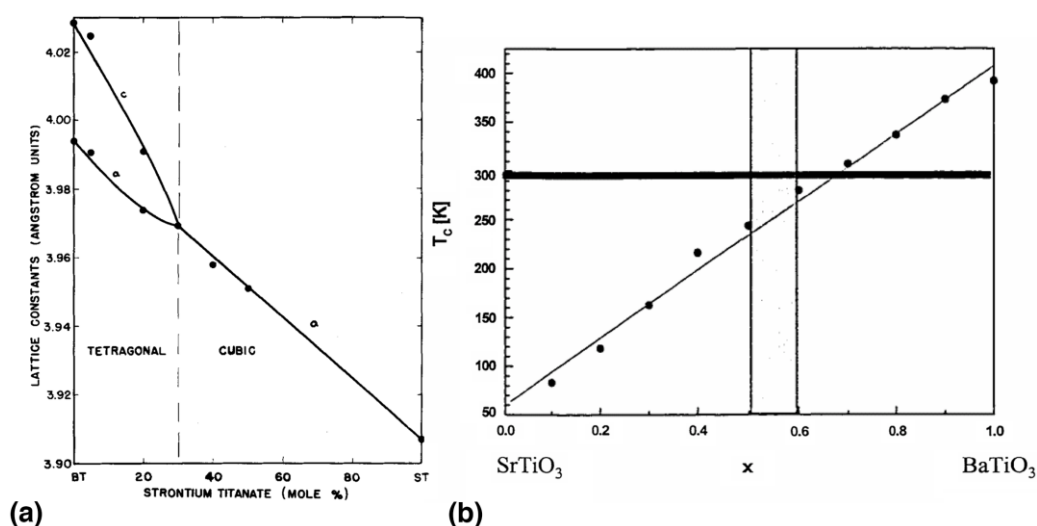 4.02
4.00
3.98
3.96
3.94
3.92
3.90
LATTICE CONSTANTS (ANGSTROM UNITS)
c
a
a
TETRAGONAL
CUBIC
BT
20
40
60
80
ST
STRONTIUM TITANATE (MOLE %)
(a)
400
350
300
250
200
150
100
50
T_C [K]
0.0
0.2
0.4
0.6
0.8
1.0
SrTiO₃
x
BaTiO₃
(b)